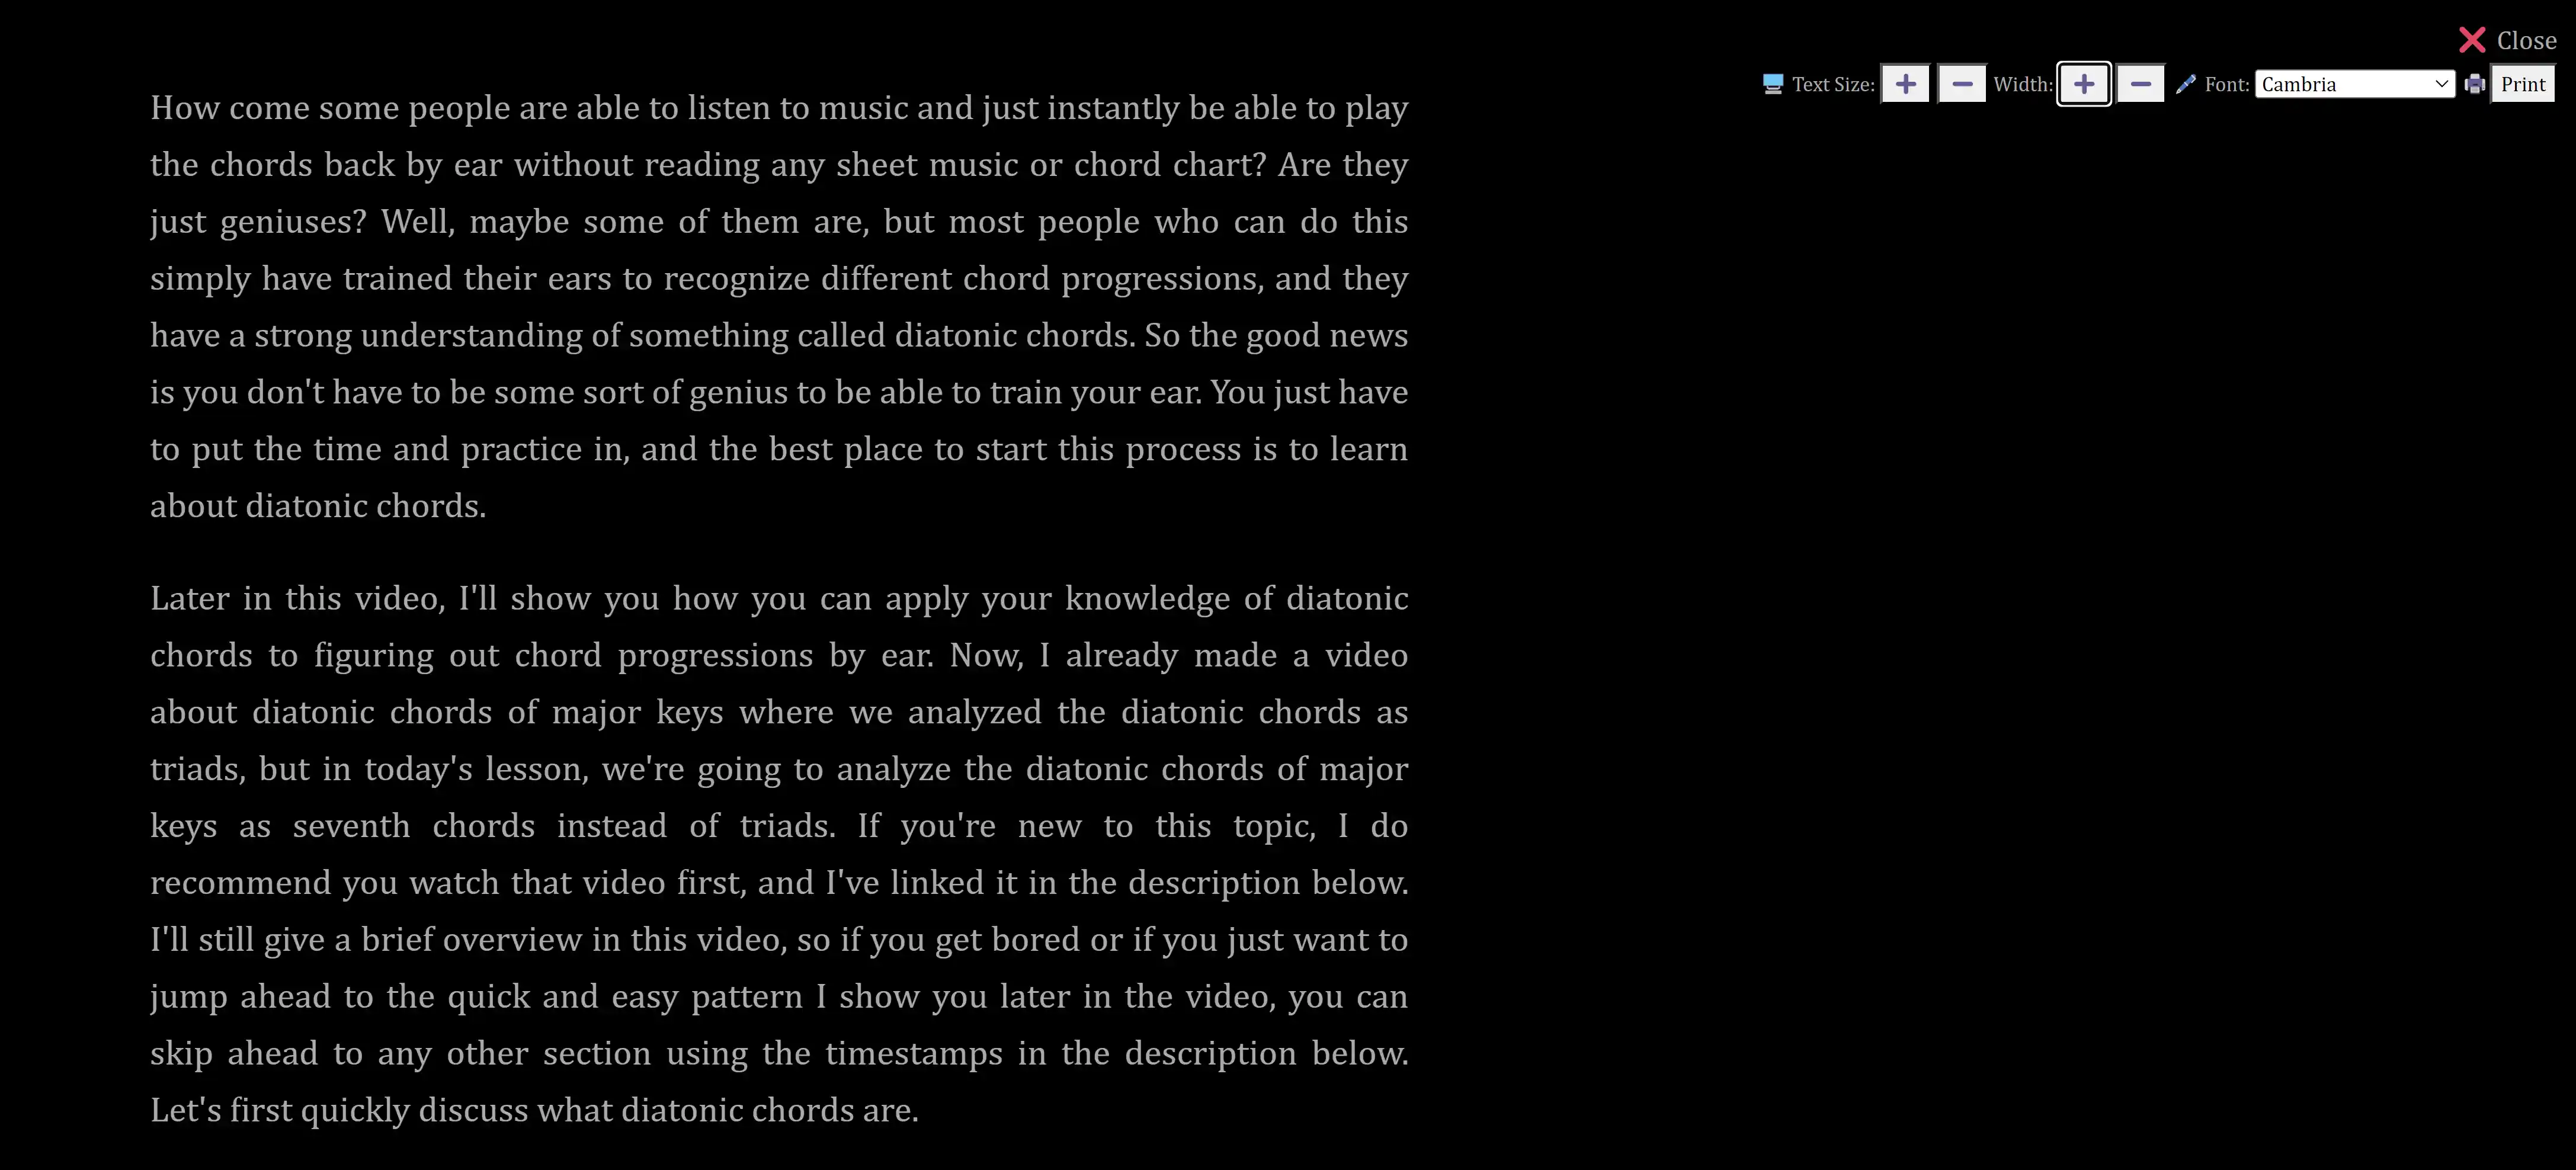 Close
Text Size: + − Width: + − Font: Cambria Print
How come some people are able to listen to music and just instantly be able to play
the chords back by ear without reading any sheet music or chord chart? Are they
just geniuses? Well, maybe some of them are, but most people who can do this
simply have trained their ears to recognize different chord progressions, and they
have a strong understanding of something called diatonic chords. So the good news
is you don't have to be some sort of genius to be able to train your ear. You just have
to put the time and practice in, and the best place to start this process is to learn
about diatonic chords.
Later in this video, I'll show you how you can apply your knowledge of diatonic
chords to figuring out chord progressions by ear. Now, I already made a video
about diatonic chords of major keys where we analyzed the diatonic chords as
triads, but in today's lesson, we're going to analyze the diatonic chords of major
keys as seventh chords instead of triads. If you're new to this topic, I do
recommend you watch that video first, and I've linked it in the description below.
I'll still give a brief overview in this video, so if you get bored or if you just want to
jump ahead to the quick and easy pattern I show you later in the video, you can
skip ahead to any other section using the timestamps in the description below.
Let's first quickly discuss what diatonic chords are.